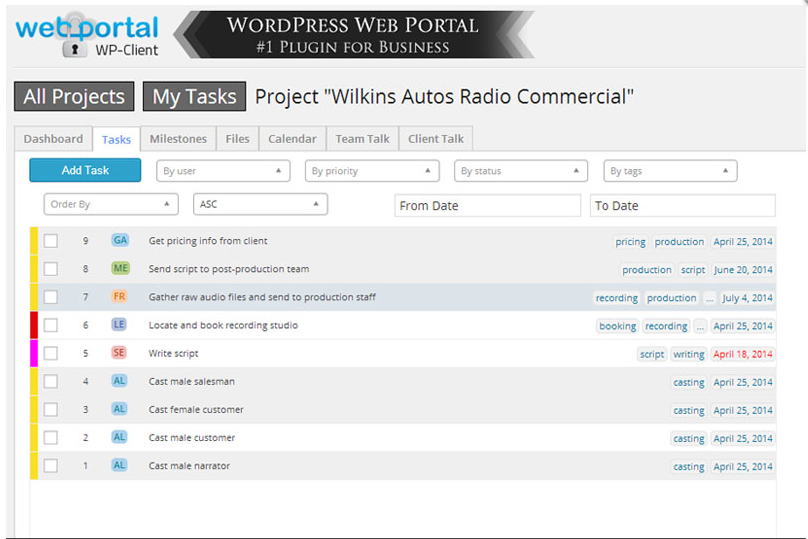 webportal
WP-Client
WORDPRESS WEB PORTAL
#1 PLUGIN FOR BUSINESS
All Projects My Tasks Project "Wilkins Autos Radio Commercial"
Dashboard Tasks Milestones Files Calendar Team Talk Client Talk
Add Task By user By priority By status By tags
Order By ASC From Date To Date
9 GA Get pricing info from client pricing production April 25, 2014
8 ME Send script to post-production team production script June 20, 2014
7 FR Gather raw audio files and send to production staff recording production ... July 4, 2014
6 LE Locate and book recording studio booking recording ... April 25, 2014
5 SE Write script script writing April 18, 2014
4 AL Cast male salesman casting April 25, 2014
3 AL Cast female customer casting April 25, 2014
2 AL Cast male customer casting April 25, 2014
1 AL Cast male narrator casting April 25, 2014